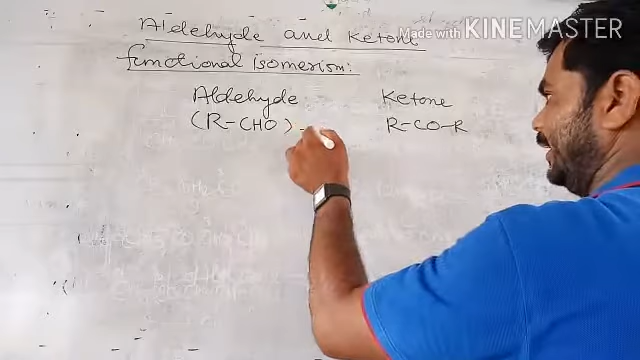 Aldehyde and Ketone
Made with KINEMASTER
functional isomerism:
Aldehyde Ketone
(R-CHO) - R-CO-R